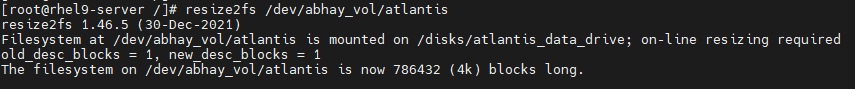 [root@rhel9-server /]# resize2fs /dev/abhay_vol/atlantis
resize2fs 1.46.5 (30-Dec-2021)
Filesystem at /dev/abhay_vol/atlantis is mounted on /disks/atlantis_data_drive; on-line resizing required
old_desc_blocks = 1, new_desc_blocks = 1
The filesystem on /dev/abhay_vol/atlantis is now 786432 (4k) blocks long.